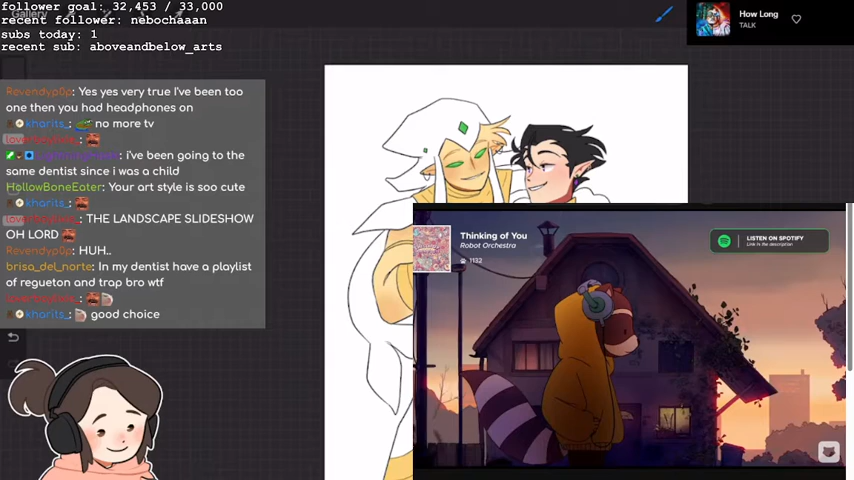 follower goal: 32,453 / 33,000
recent follower: nebochaaan
subs today: 1
recent sub: aboveandbelow_arts
Gallery
How Long
TALK
Revendyp0p: Yes yes very true I've been too
one then you had headphones on
kharits_: no more tv
i've been going to the
same dentist since i was a child
HollowBoneEater: Your art style is soo cute
kharits_:
THE LANDSCAPE SLIDESHOW
OH LORD
Revendyp0p: HUH..
brisa_del_norte: In my dentist have a playlist
of regueton and trap bro wtf
kharits_: good choice
Thinking of You
Robot Orchestra
1132
LISTEN ON SPOTIFY
Link in the description